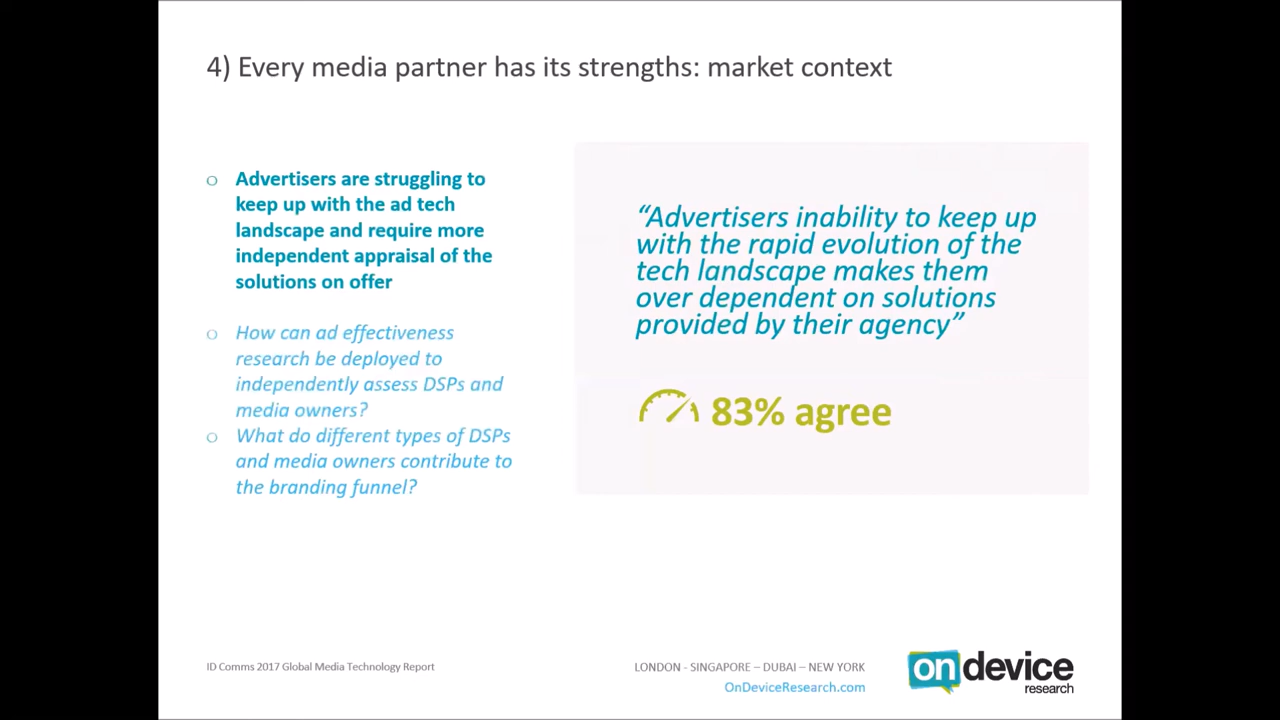 4) Every media partner has its strengths: market context
o Advertisers are struggling to
keep up with the ad tech
landscape and require more
independent appraisal of the
solutions on offer
o How can ad effectiveness
research be deployed to
independently assess DSPs and
media owners?
o What do different types of DSPs
and media owners contribute to
the branding funnel?
“Advertisers inability to keep up
with the rapid evolution of the
tech landscape makes them
over dependent on solutions
provided by their agency”
83% agree
ID Comms 2017 Global Media Technology Report
LONDON - SINGAPORE – DUBAI – NEW YORK
OnDeviceResearch.com
on device
research